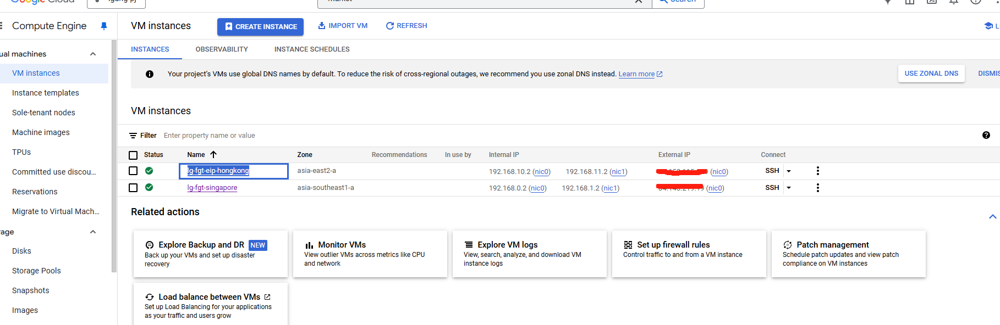 Google Cloud
market
Search
Compute Engine
VM instances
CREATE INSTANCE
IMPORT VM
REFRESH
INSTANCES
OBSERVABILITY
INSTANCE SCHEDULES
ual machines
VM instances
Instance templates
Sole-tenant nodes
Machine images
TPUs
Committed use discou...
Reservations
Migrate to Virtual Mach...
rage
Disks
Storage Pools
Snapshots
Images
Your project's VMs use global DNS names by default. To reduce the risk of cross-regional outages, we recommend you use zonal DNS instead. Learn more
USE ZONAL DNS
DISMIS
VM instances
Filter Enter property name or value
Status Name Zone Recommendations In use by Internal IP External IP Connect
lg-fgt-eip-hongkong asia-east2-a 192.168.10.2 (nic0) 192.168.11.2 (nic1) (nic0) SSH
lg-fgt-singapore asia-southeast1-a 192.168.0.2 (nic0) 192.168.1.2 (nic1) (nic0) SSH
Related actions
Explore Backup and DR NEW
Back up your VMs and set up disaster
recovery
Monitor VMs
View outlier VMs across metrics like CPU
and network
Explore VM logs
View, search, analyze, and download VM
instance logs
Set up firewall rules
Control traffic to and from a VM instance
Patch management
Schedule patch updates and view patch
compliance on VM instances
Load balance between VMs
Set up Load Balancing for your applications
as your traffic and users grow